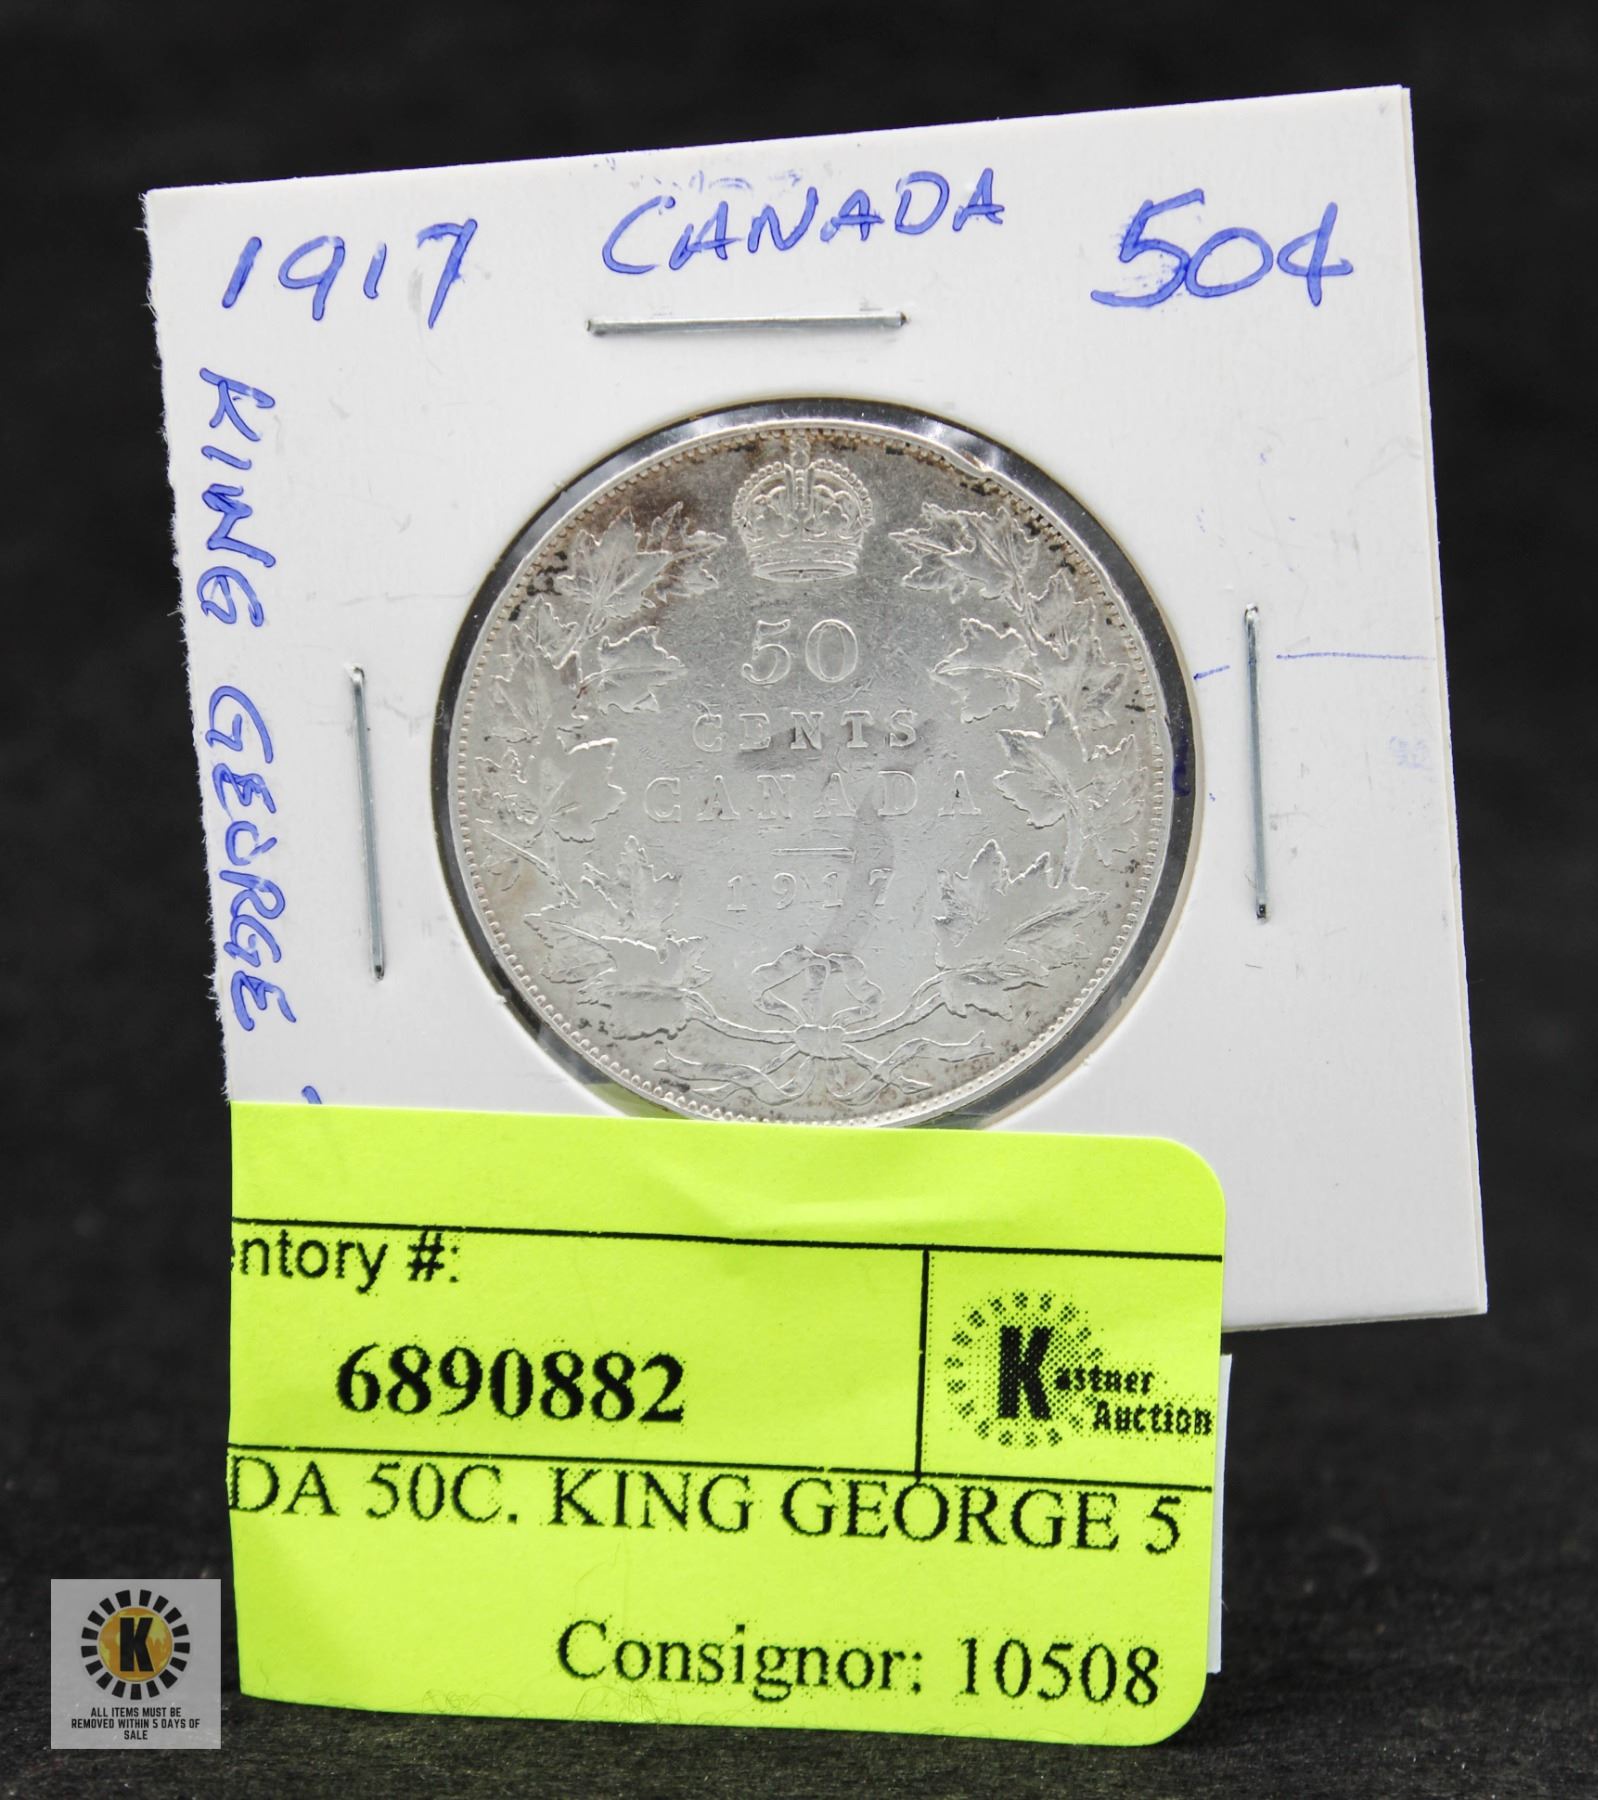 1917 CANADA 50¢
KING GEORGE
50
CENTS
CANADA
1917
entory #:
6890882
Kastner
Auction
DA 50C. KING GEORGE 5
Consignor: 10508
K
ALL ITEMS MUST BE
REMOVED WITHIN 5 DAYS OF
SALE